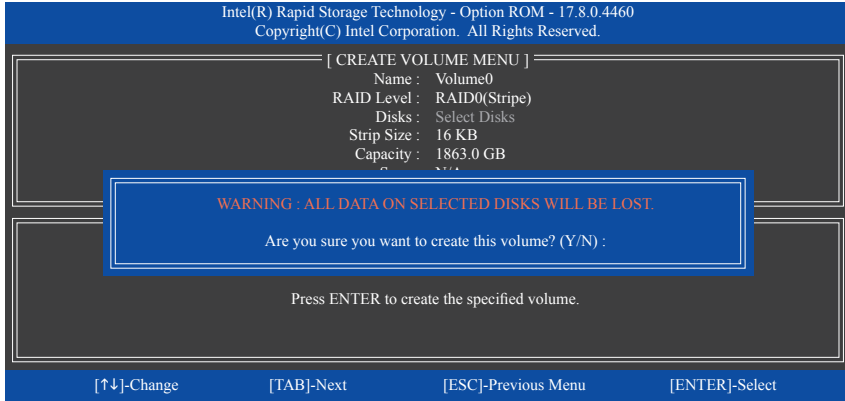 Intel(R) Rapid Storage Technology - Option ROM - 17.8.0.4460
Copyright(C) Intel Corporation. All Rights Reserved.
[ CREATE VOLUME MENU ]
Name : Volume0
RAID Level : RAID0(Stripe)
Disks : Select Disks
Strip Size : 16 KB
Capacity : 1863.0 GB
WARNING : ALL DATA ON SELECTED DISKS WILL BE LOST.
Are you sure you want to create this volume? (Y/N) :
Press ENTER to create the specified volume.
[↑↓]-Change [TAB]-Next [ESC]-Previous Menu [ENTER]-Select